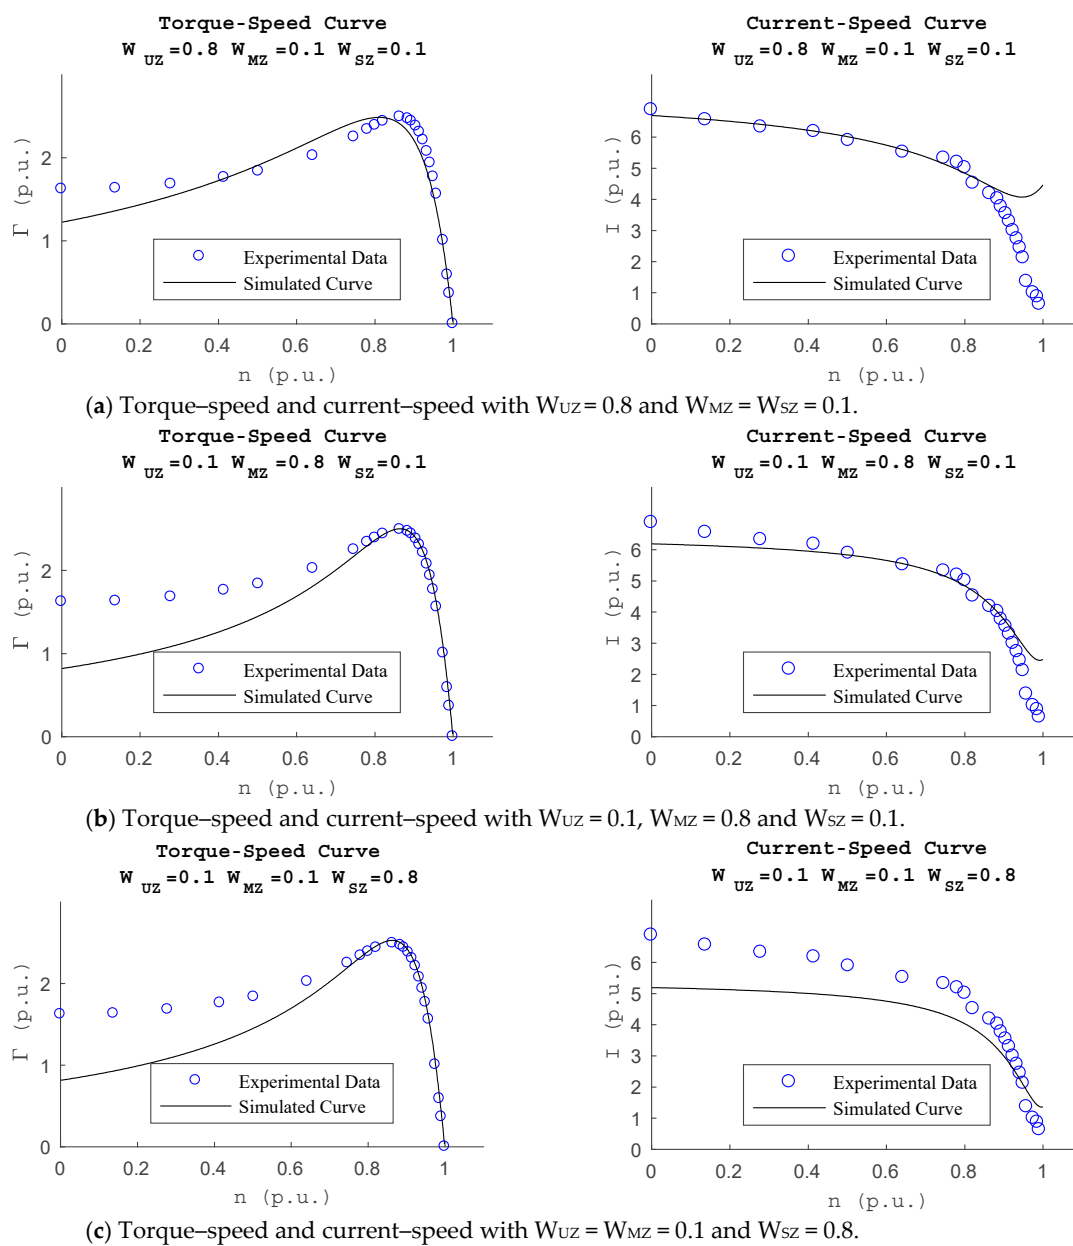 Torque-Speed Curve
W UZ =0.8 W MZ =0.1 W SZ =0.1
Current-Speed Curve
W UZ =0.8 W MZ =0.1 W SZ =0.1
Γ (p.u.)
2
1
0
0 0.2 0.4 0.6 0.8 1
n (p.u.)
Experimental Data
Simulated Curve
I (p.u.)
6
5
4
3
2
1
0
0 0.2 0.4 0.6 0.8 1
n (p.u.)
Experimental Data
Simulated Curve
(a) Torque–speed and current–speed with WUZ = 0.8 and WMZ = WSZ = 0.1.
Torque-Speed Curve
W UZ =0.1 W MZ =0.8 W SZ =0.1
Current-Speed Curve
W UZ =0.1 W MZ =0.8 W SZ =0.1
Γ (p.u.)
2
1
0
0 0.2 0.4 0.6 0.8 1
n (p.u.)
Experimental Data
Simulated Curve
I (p.u.)
6
5
4
3
2
1
0
0 0.2 0.4 0.6 0.8 1
n (p.u.)
Experimental Data
Simulated Curve
(b) Torque–speed and current–speed with WUZ = 0.1, WMZ = 0.8 and WSZ = 0.1.
Torque-Speed Curve
W UZ =0.1 W MZ =0.1 W SZ =0.8
Current-Speed Curve
W UZ =0.1 W MZ =0.1 W SZ =0.8
Γ (p.u.)
2
1
0
0 0.2 0.4 0.6 0.8 1
n (p.u.)
Experimental Data
Simulated Curve
I (p.u.)
6
5
4
3
2
1
0
0 0.2 0.4 0.6 0.8 1
n (p.u.)
Experimental Data
Simulated Curve
(c) Torque–speed and current–speed with WUZ = WMZ = 0.1 and WSZ = 0.8.